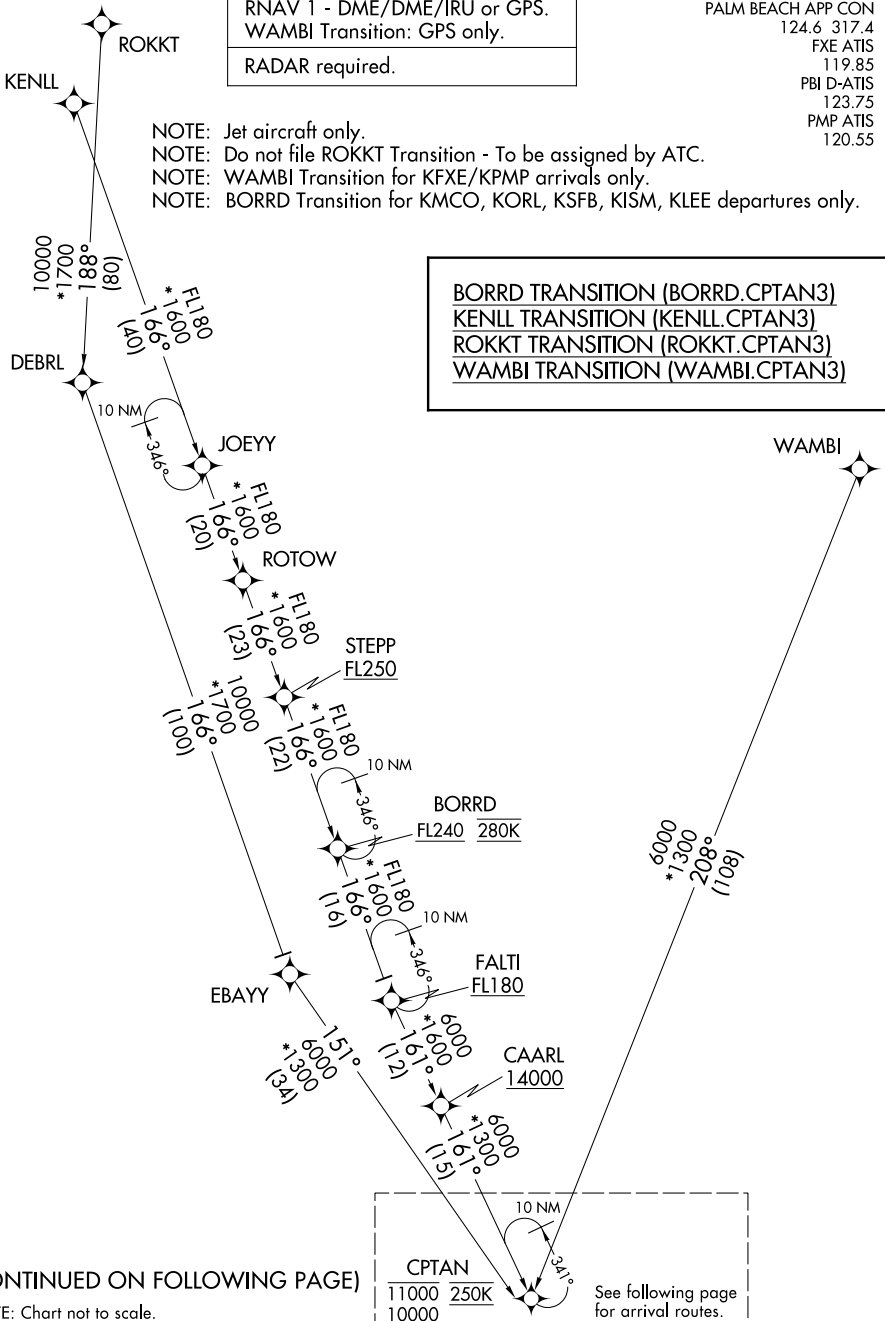 RNAV 1 - DME/DME/IRU or GPS.
WAMBI Transition: GPS only.
RADAR required.
PALM BEACH APP CON
124.6 317.4
FXE ATIS
119.85
PBI D-ATIS
123.75
PMP ATIS
120.55
ROKKT
KENLL
NOTE: Jet aircraft only.
NOTE: Do not file ROKKT Transition - To be assigned by ATC.
NOTE: WAMBI Transition for KFXE/KPMP arrivals only.
NOTE: BORRD Transition for KMCO, KORL, KSFB, KISM, KLEE departures only.
10000
*1700
188°
(80)
FL180
*1600
166°
(40)
BORRD TRANSITION (BORRD.CPTAN3)
KENLL TRANSITION (KENLL.CPTAN3)
ROKKT TRANSITION (ROKKT.CPTAN3)
WAMBI TRANSITION (WAMBI.CPTAN3)
DEBRL
10 NM
346°
JOEYY
WAMBI
FL180
*1600
166°
(20)
ROTOW
FL180
*1600
166°
(23)
STEPP
FL250
10000
*1700
166°
(100)
FL180
*1600
166°
(22)
10 NM
346°
BORRD
FL240 280K
6000
*1300
208°
(108)
FL180
*1600
166°
(16)
10 NM
346°
FALTI
FL180
EBAYY
151°
6000
*1300
(34)
6000
*1600
161°
(12)
CAARL
14000
6000
*1300
161°
(15)
10 NM
341°
CPTAN
11000 250K
10000
See following page
for arrival routes.
ONTINUED ON FOLLOWING PAGE)
TE: Chart not to scale.